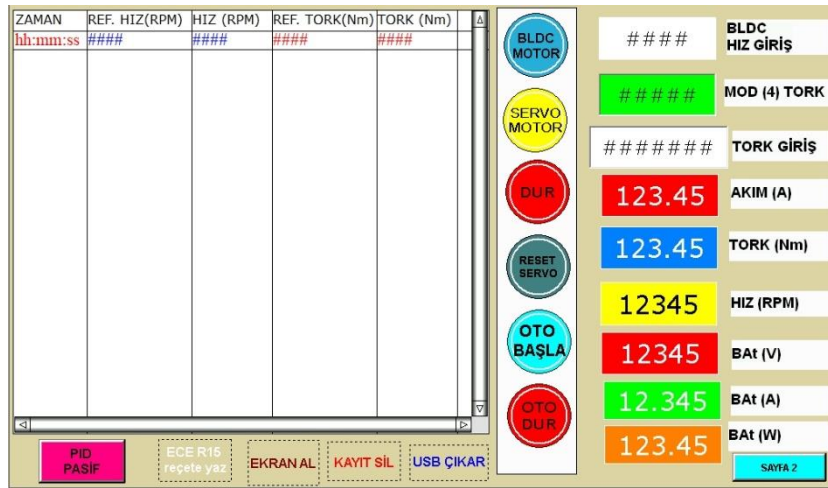 ZAMAN REF. HIZ(RPM) HIZ (RPM) REF. TORK(Nm) TORK (Nm)
hh:mm:ss #### #### #### ####
BLDC
MOTOR
SERVO
MOTOR
DUR
RESET
SERVO
OTO
BAŞLA
OTO
DUR
#### BLDC
HIZ GİRİŞ
##### MOD (4) TORK
####### TORK GİRİŞ
123.45 AKIM (A)
123.45 TORK (Nm)
12345 HIZ (RPM)
12345 BAt (V)
12.345 BAt (A)
123.45 BAt (W)
PID
PASİF
ECE R15
reçete yaz
EKRAN AL
KAYIT SİL
USB ÇIKAR
SAYFA 2